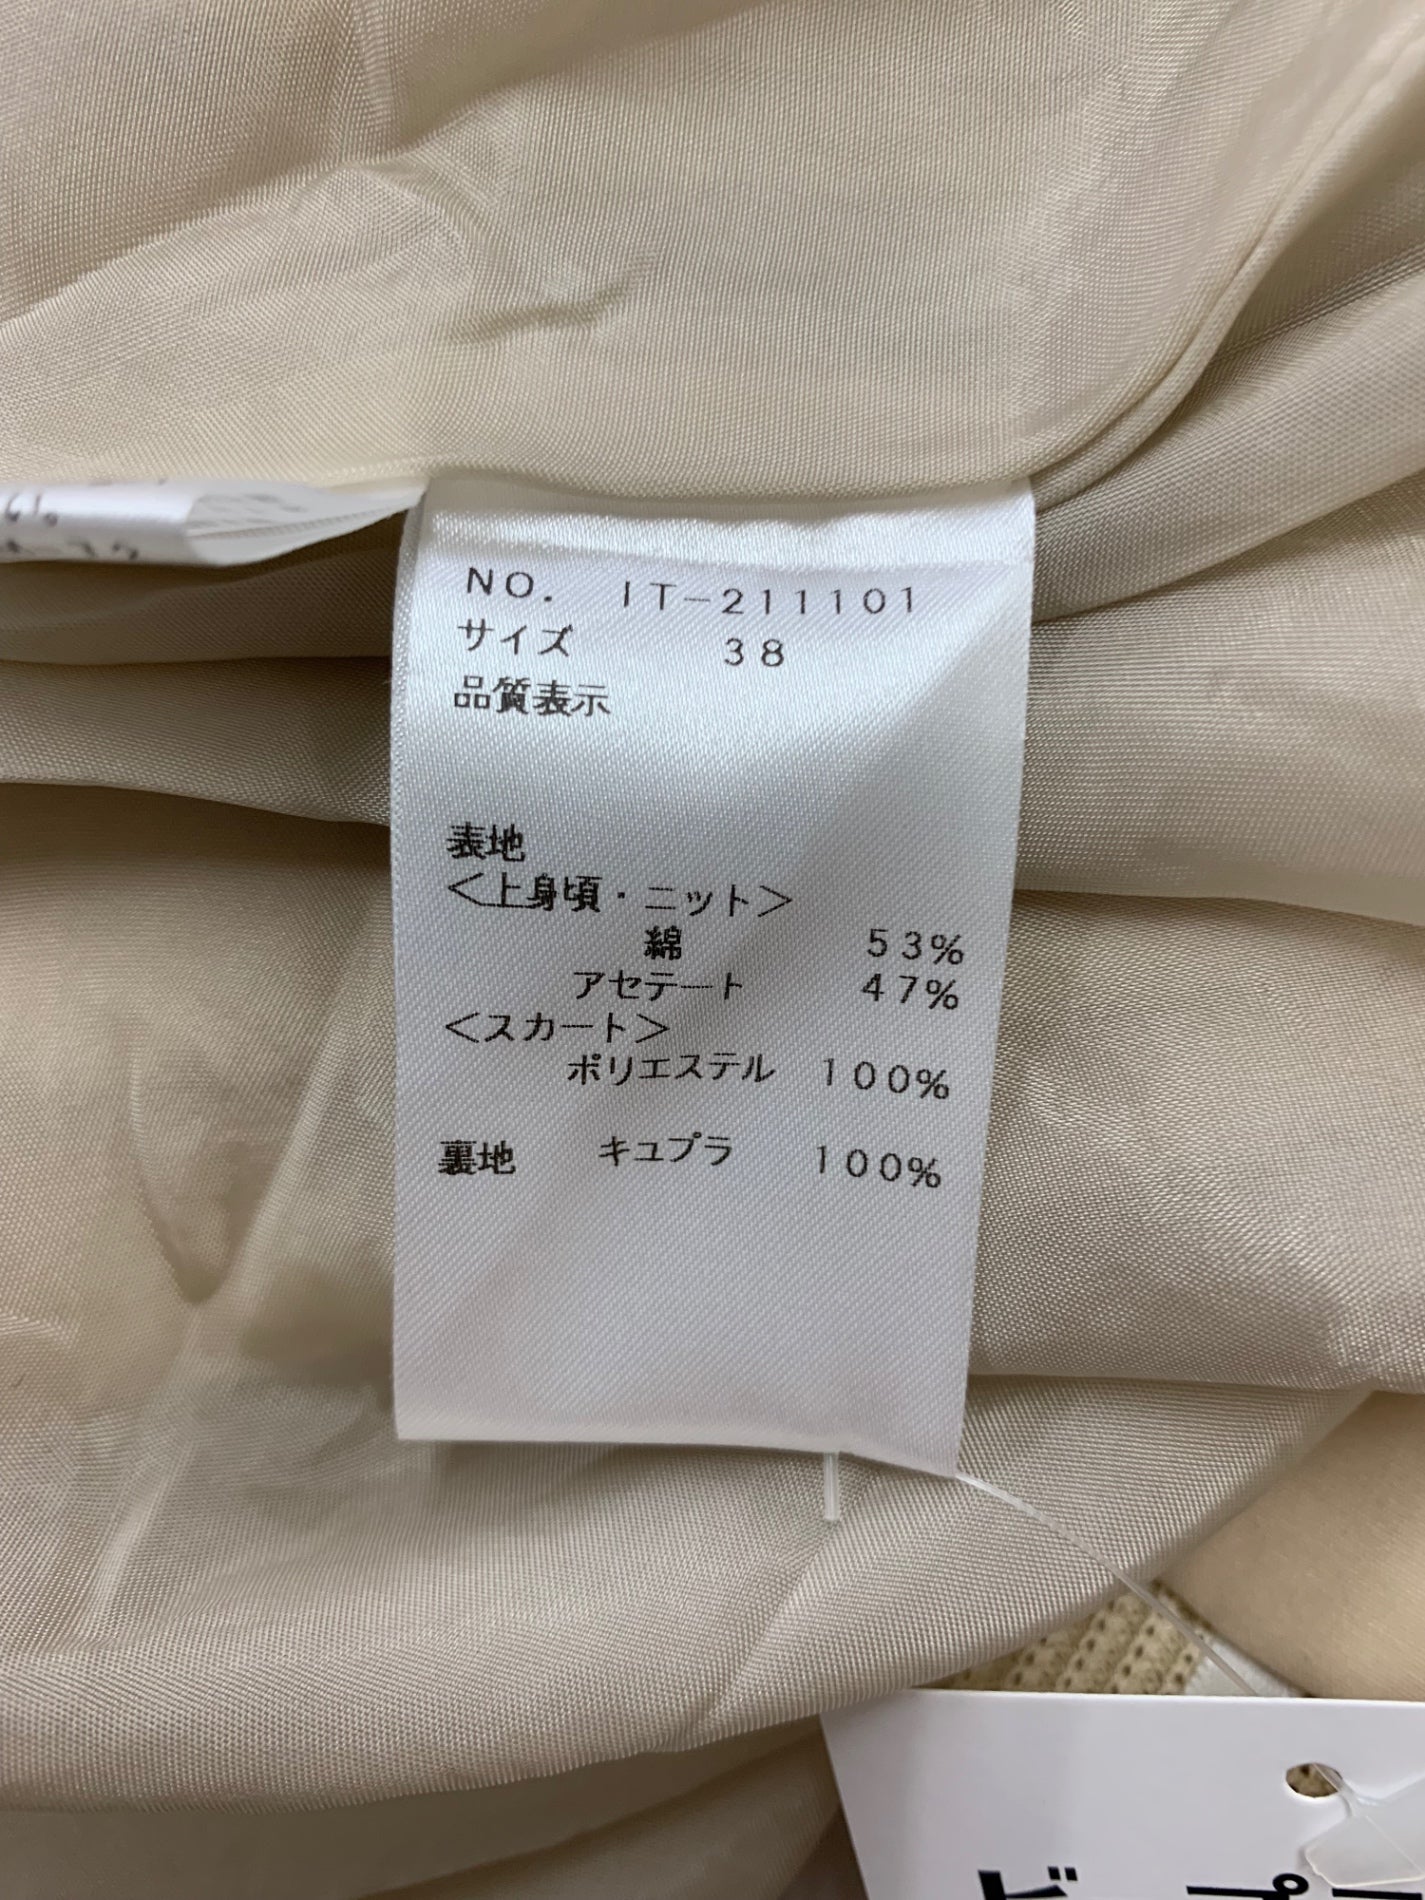 NO. IT-211101
サイズ 38
品質表示
表地
<上身頃・ニット>
綿 53%
アセテート 47%
<スカート>
ポリエステル 100%
裏地 キュプラ 100%